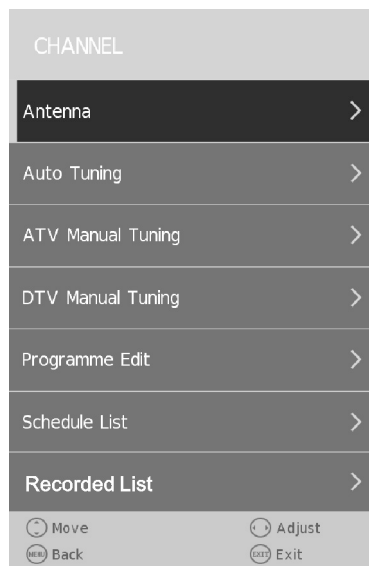 CHANNEL
Antenna
Auto Tuning
ATV Manual Tuning
DTV Manual Tuning
Programme Edit
Schedule List
Recorded List
Move Adjust
MENU Back EXIT Exit